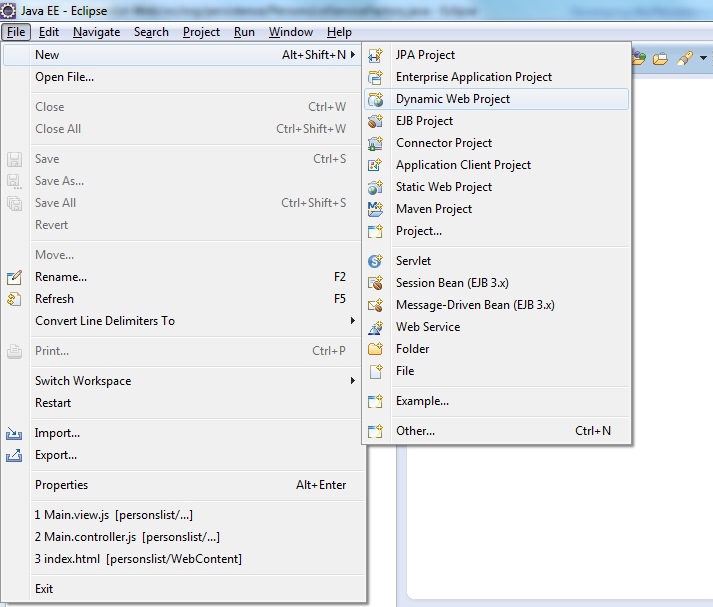 Java EE - Eclipse
File Edit Navigate Search Project Run Window Help
New Alt+Shift+N
Open File...
Close Ctrl+W
Close All Ctrl+Shift+W
Save Ctrl+S
Save As...
Save All Ctrl+Shift+S
Revert
Move...
Rename... F2
Refresh F5
Convert Line Delimiters To
Print... Ctrl+P
Switch Workspace
Restart
Import...
Export...
Properties Alt+Enter
1 Main.view.js [personslist/...]
2 Main.controller.js [personslist/...]
3 index.html [personslist/WebContent]
Exit
JPA Project
Enterprise Application Project
Dynamic Web Project
EJB Project
Connector Project
Application Client Project
Static Web Project
Maven Project
Project...
Servlet
Session Bean (EJB 3.x)
Message-Driven Bean (EJB 3.x)
Web Service
Folder
File
Example...
Other... Ctrl+N